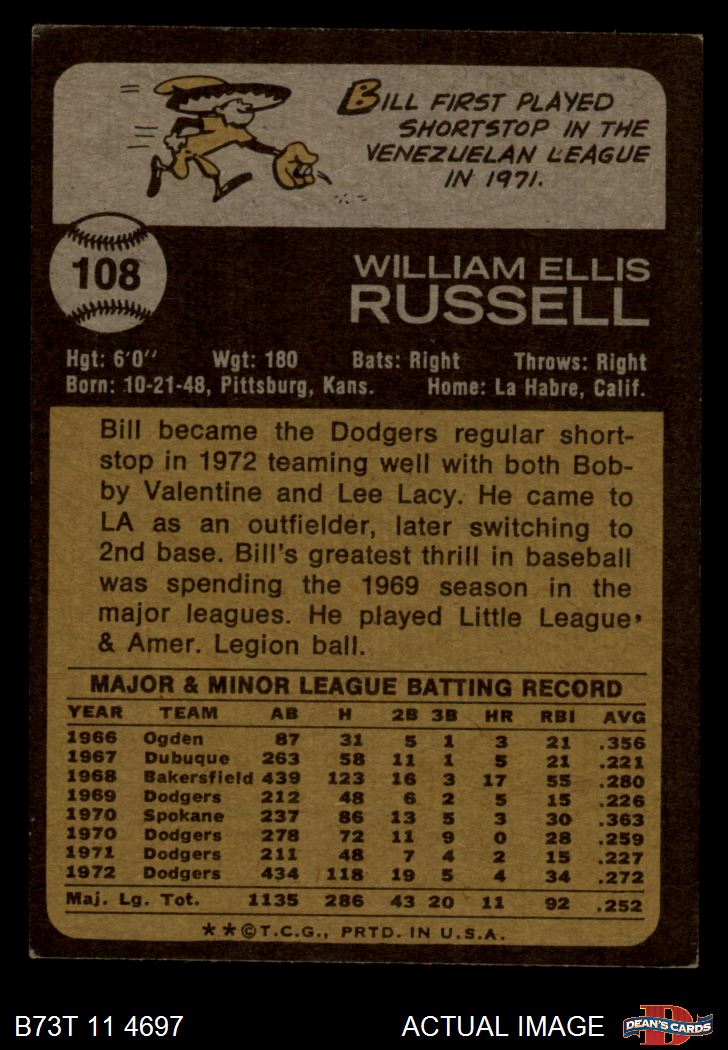 BILL FIRST PLAYED
SHORTSTOP IN THE
VENEZUELAN LEAGUE
IN 1971.
108
WILLIAM ELLIS
RUSSELL
Hgt: 6'0" Wgt: 180 Bats: Right Throws: Right
Born: 10-21-48, Pittsburg, Kans. Home: La Habre, Calif.
Bill became the Dodgers regular short-
stop in 1972 teaming well with both Bob-
by Valentine and Lee Lacy. He came to
LA as an outfielder, later switching to
2nd base. Bill's greatest thrill in baseball
was spending the 1969 season in the
major leagues. He played Little League
& Amer. Legion ball.
MAJOR & MINOR LEAGUE BATTING RECORD
YEAR TEAM AB H 2B 3B HR RBI AVG
1966 Ogden 87 31 5 1 3 21 .356
1967 Dubuque 263 58 11 1 5 21 .221
1968 Bakersfield 439 123 16 3 17 55 .280
1969 Dodgers 212 48 6 2 5 15 .226
1970 Spokane 237 86 13 5 3 30 .363
1970 Dodgers 278 72 11 9 0 28 .259
1971 Dodgers 211 48 7 4 2 15 .227
1972 Dodgers 434 118 19 5 4 34 .272
Maj. Lg. Tot. 1135 286 43 20 11 92 .252
**©T.C.G., PRTD. IN U.S.A.
B73T 11 4697 ACTUAL IMAGE
D
DEAN'S CARDS